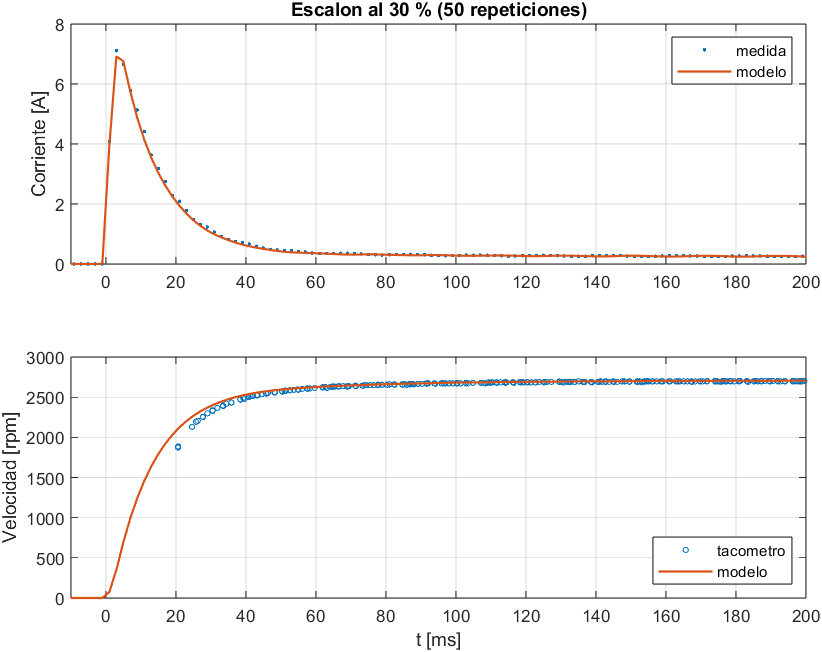 Escalon al 30 % (50 repeticiones)
8
6
4
2
0
Corriente [A]
medida
modelo
0 20 40 60 80 100 120 140 160 180 200
3000
2500
2000
1500
1000
500
0
Velocidad [rpm]
tacometro
modelo
0 20 40 60 80 100 120 140 160 180 200
t [ms]